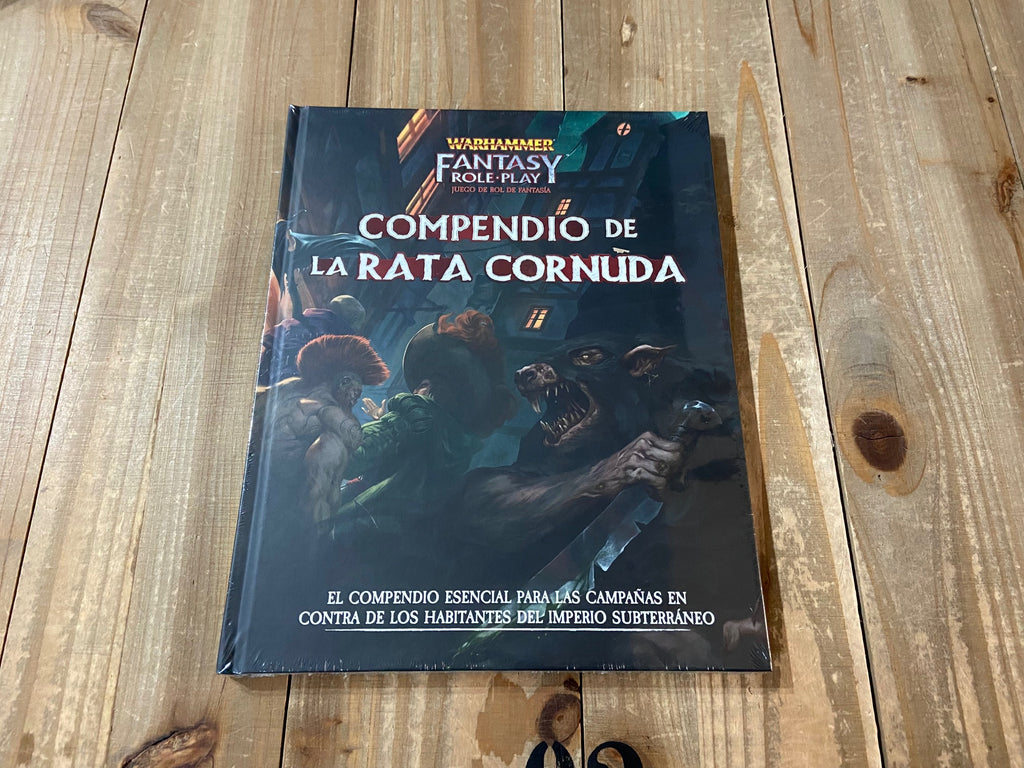 WARHAMMER
FANTASY
ROLE·PLAY
JUEGO DE ROL DE FANTASÍA
COMPENDIO DE
LA RATA CORNUDA
EL COMPENDIO ESENCIAL PARA LAS CAMPAÑAS EN
CONTRA DE LOS HABITANTES DEL IMPERIO SUBTERRÁNEO